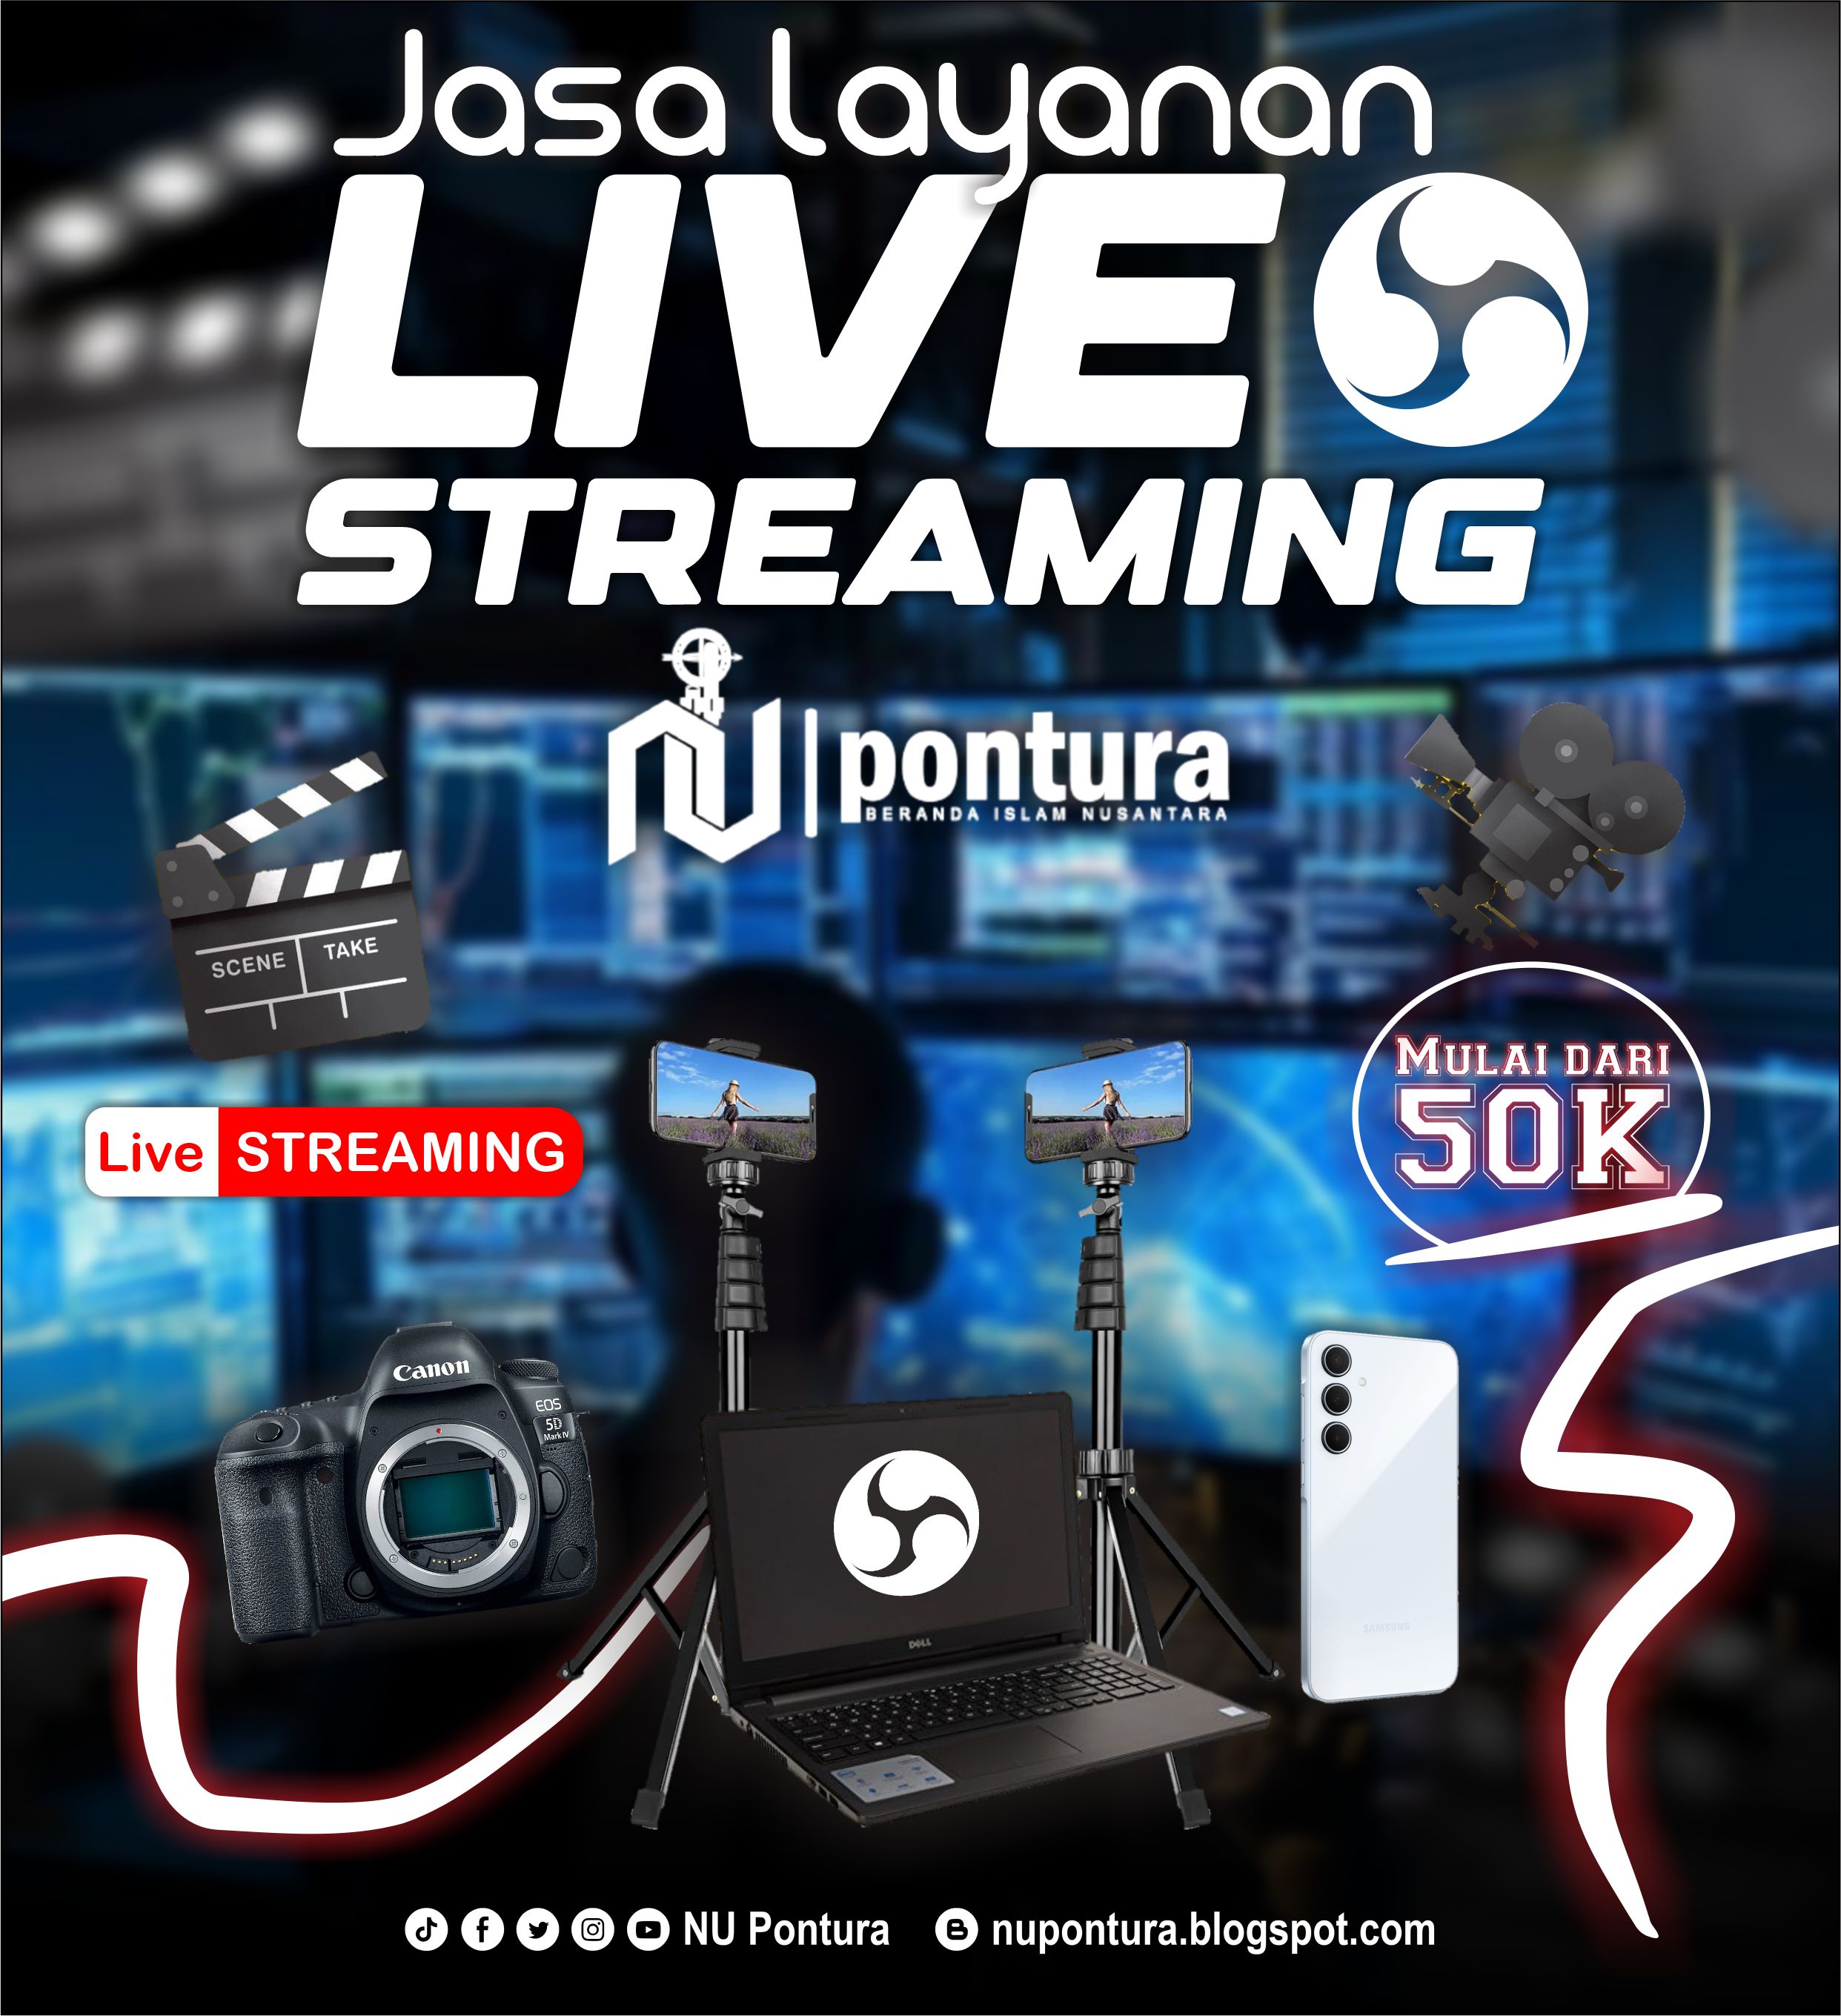 Jasa Layanan
LIVE
STREAMING
NU
pontura
BERANDA ISLAM NUSANTARA
SCENE TAKE
MULAI DARI
50K
Live STREAMING
Canon
EOS
5D
Mark IV
SAMSUNG
DELL
NU Pontura nupontura.blogspot.com